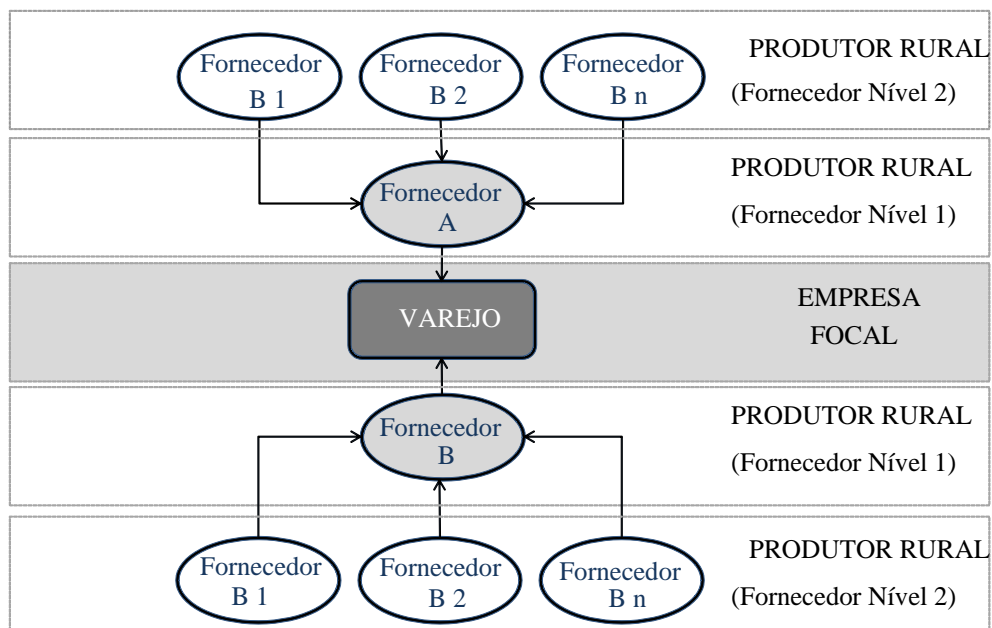 Fornecedor
B 1
Fornecedor
B 2
Fornecedor
B n
PRODUTOR RURAL
(Fornecedor Nível 2)
Fornecedor
A
PRODUTOR RURAL
(Fornecedor Nível 1)
VAREJO
EMPRESA
FOCAL
Fornecedor
B
PRODUTOR RURAL
(Fornecedor Nível 1)
Fornecedor
B 1
Fornecedor
B 2
Fornecedor
B n
PRODUTOR RURAL
(Fornecedor Nível 2)